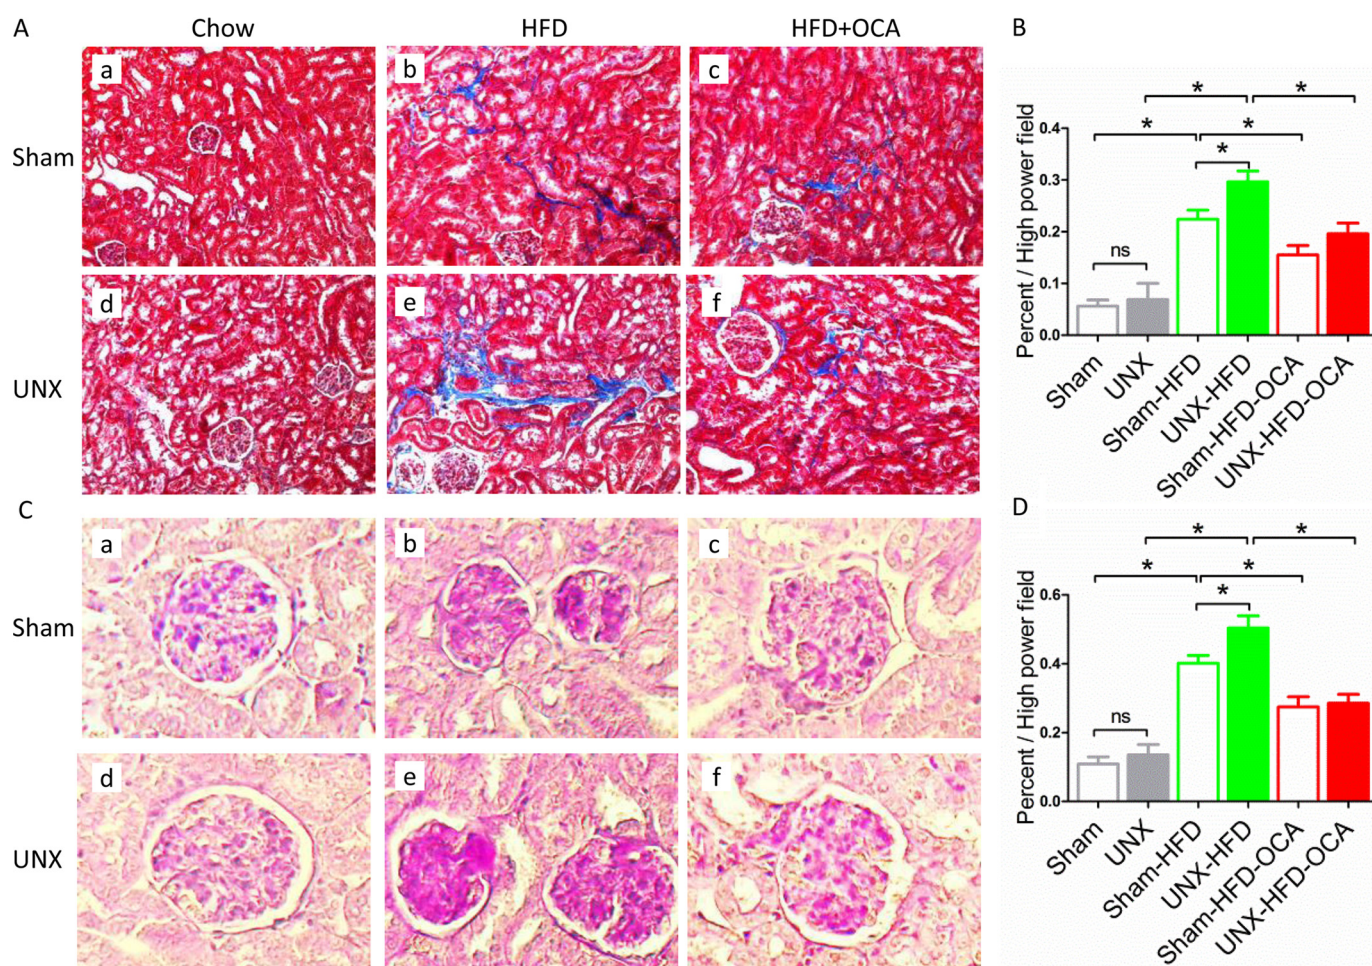 A
Chow
HFD
HFD+OCA
Sham
a
b
c
UNX
d
e
f
B
Percent / High power field
0.4
0.3
0.2
0.1
0.0
*
*
*
*
*
ns
Sham
UNX
Sham-HFD
UNX-HFD
Sham-HFD-OCA
UNX-HFD-OCA
C
Sham
a
b
c
UNX
d
e
f
D
Percent / High power field
0.6
0.4
0.2
0.0
*
*
*
*
*
ns
Sham
UNX
Sham-HFD
UNX-HFD
Sham-HFD-OCA
UNX-HFD-OCA